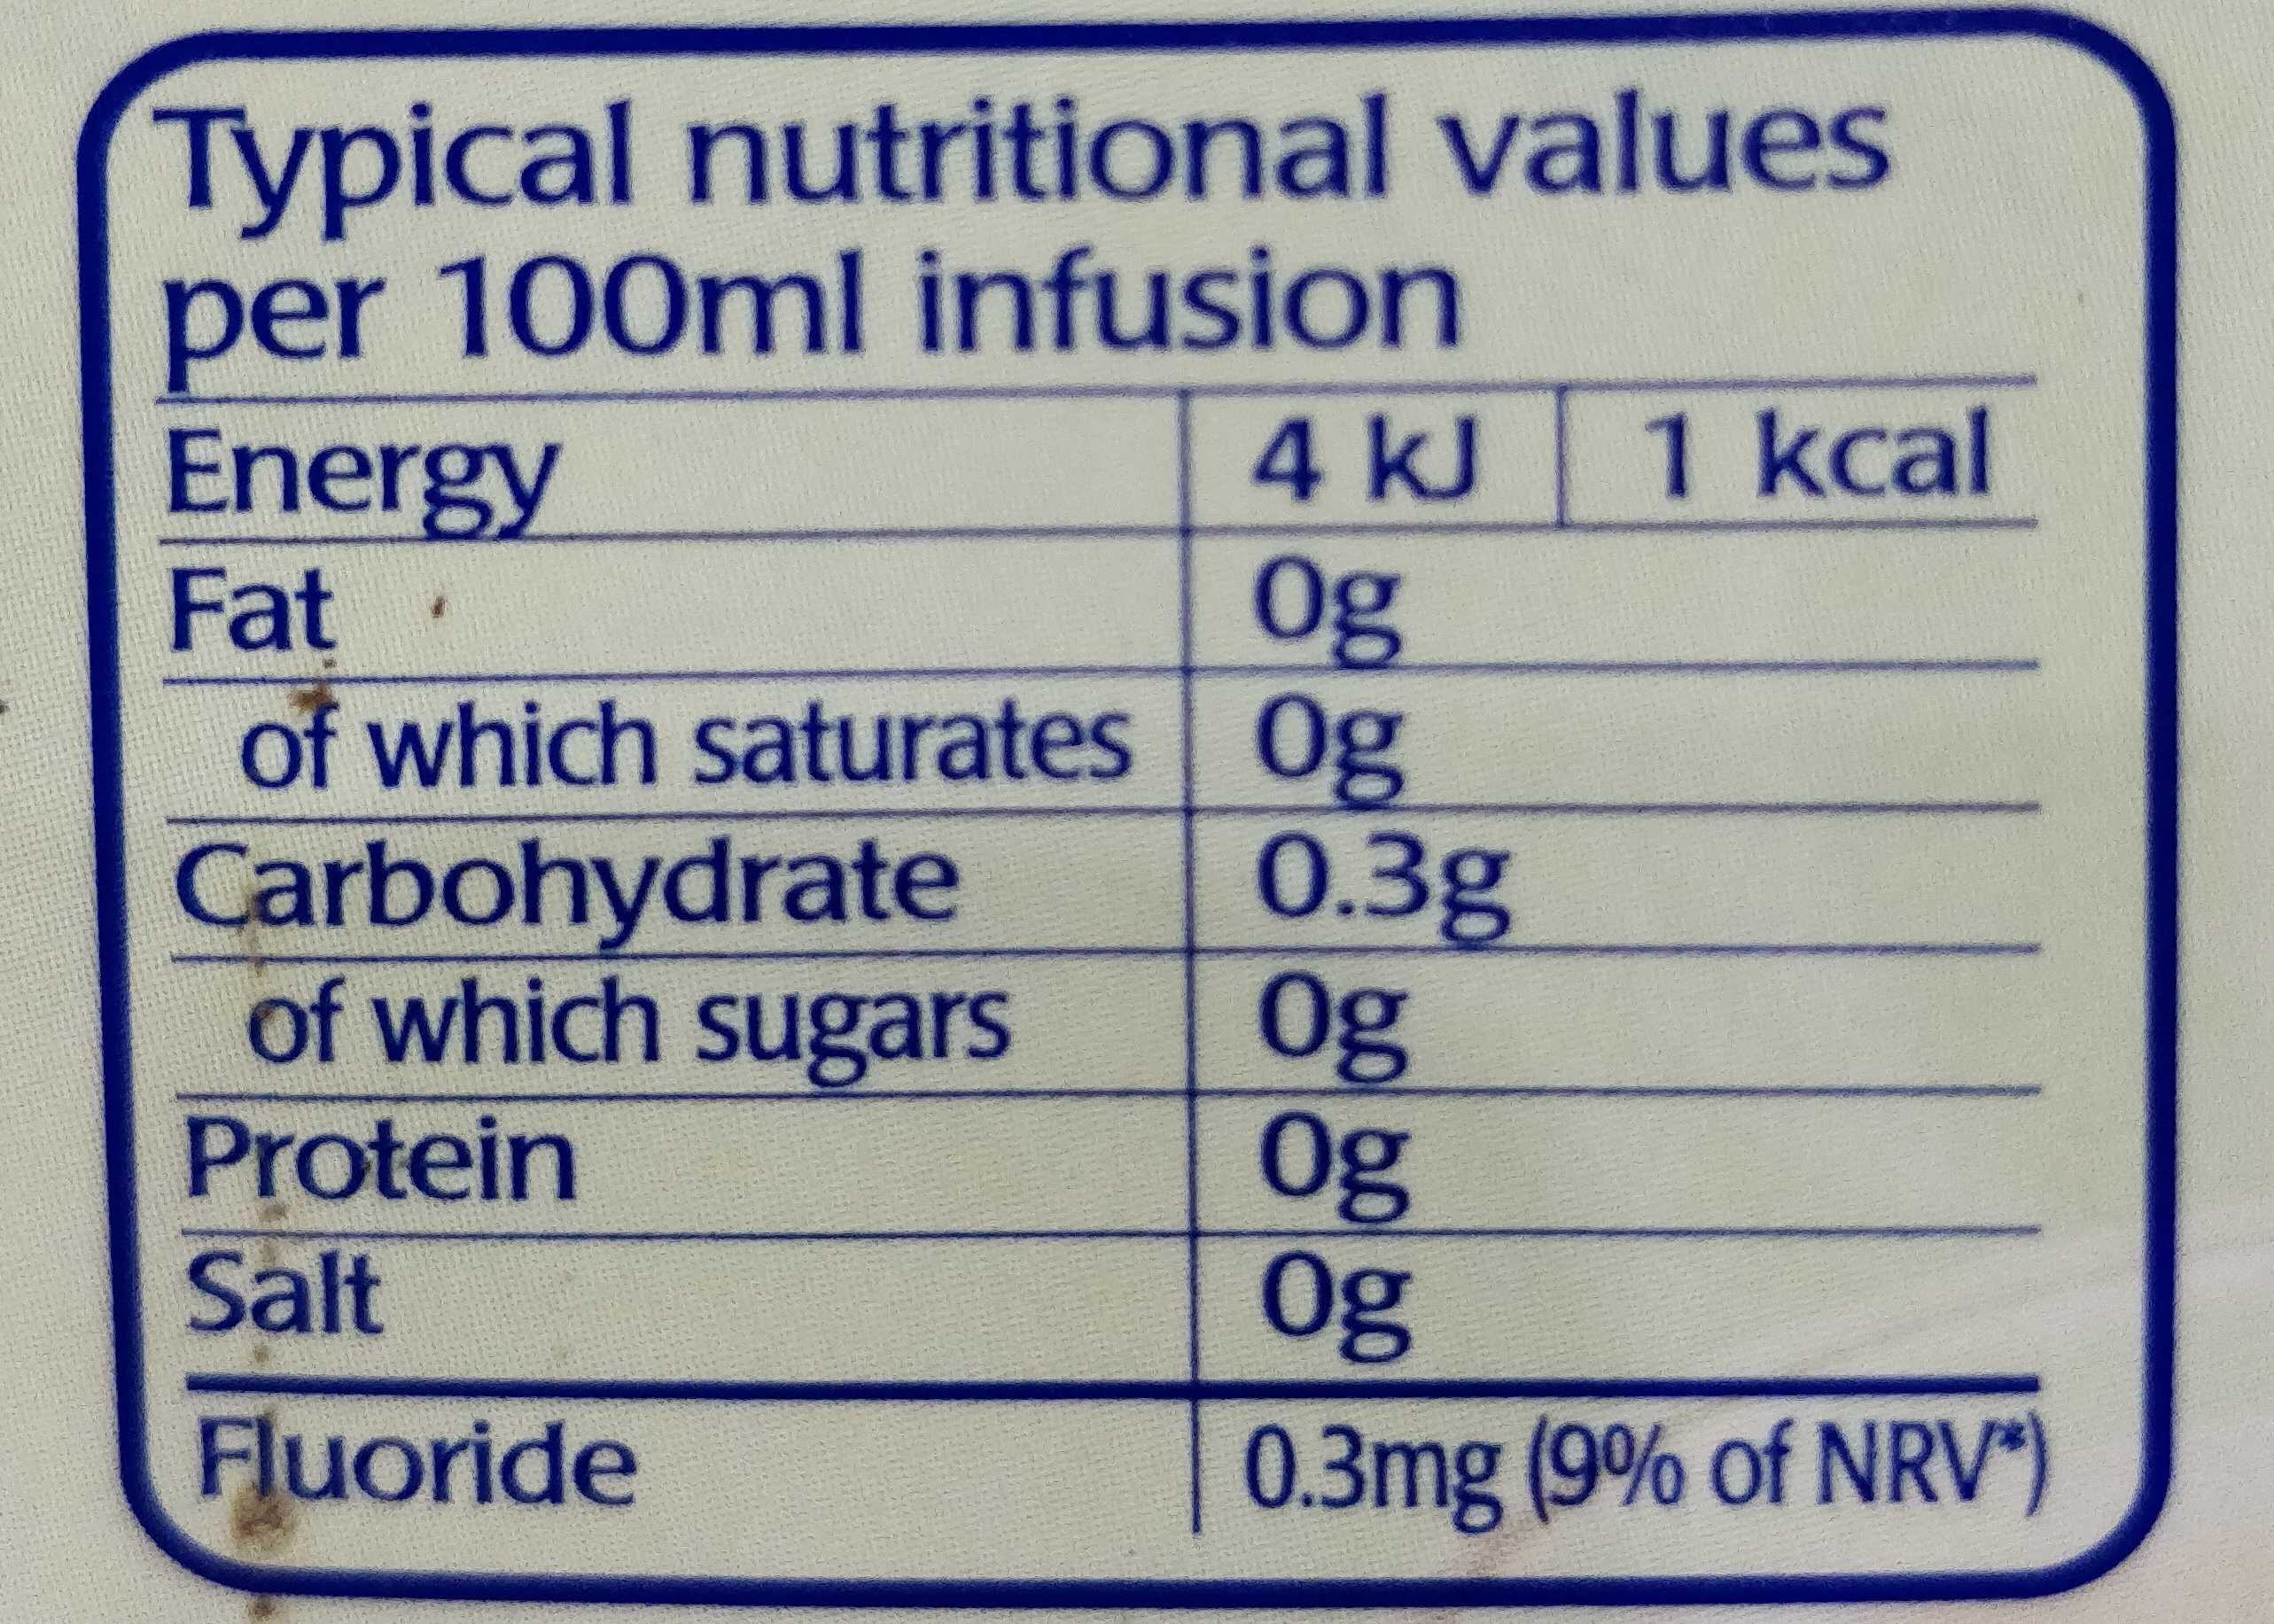 Typical nutritional values
per 100ml infusion
Energy 4 kJ 1 kcal
Fat 0g
of which saturates 0g
Carbohydrate 0.3g
of which sugars 0g
Protein 0g
Salt 0g
Fluoride 0.3mg (9% of NRV*)